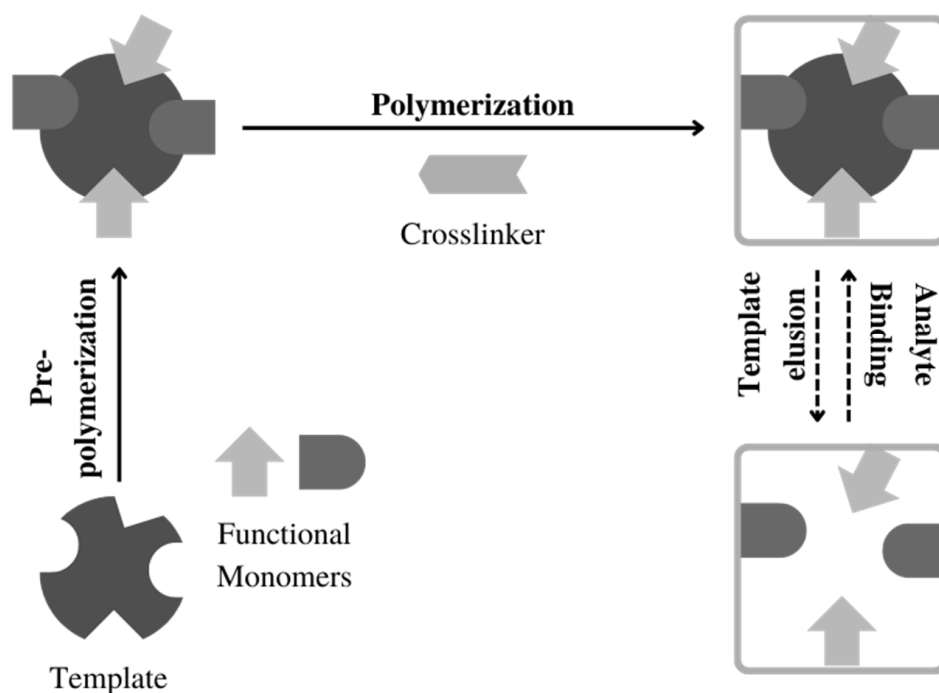 Polymerization
Crosslinker
Pre-
polymerization
Template
elusion
Analyte
Binding
Functional
Monomers
Template